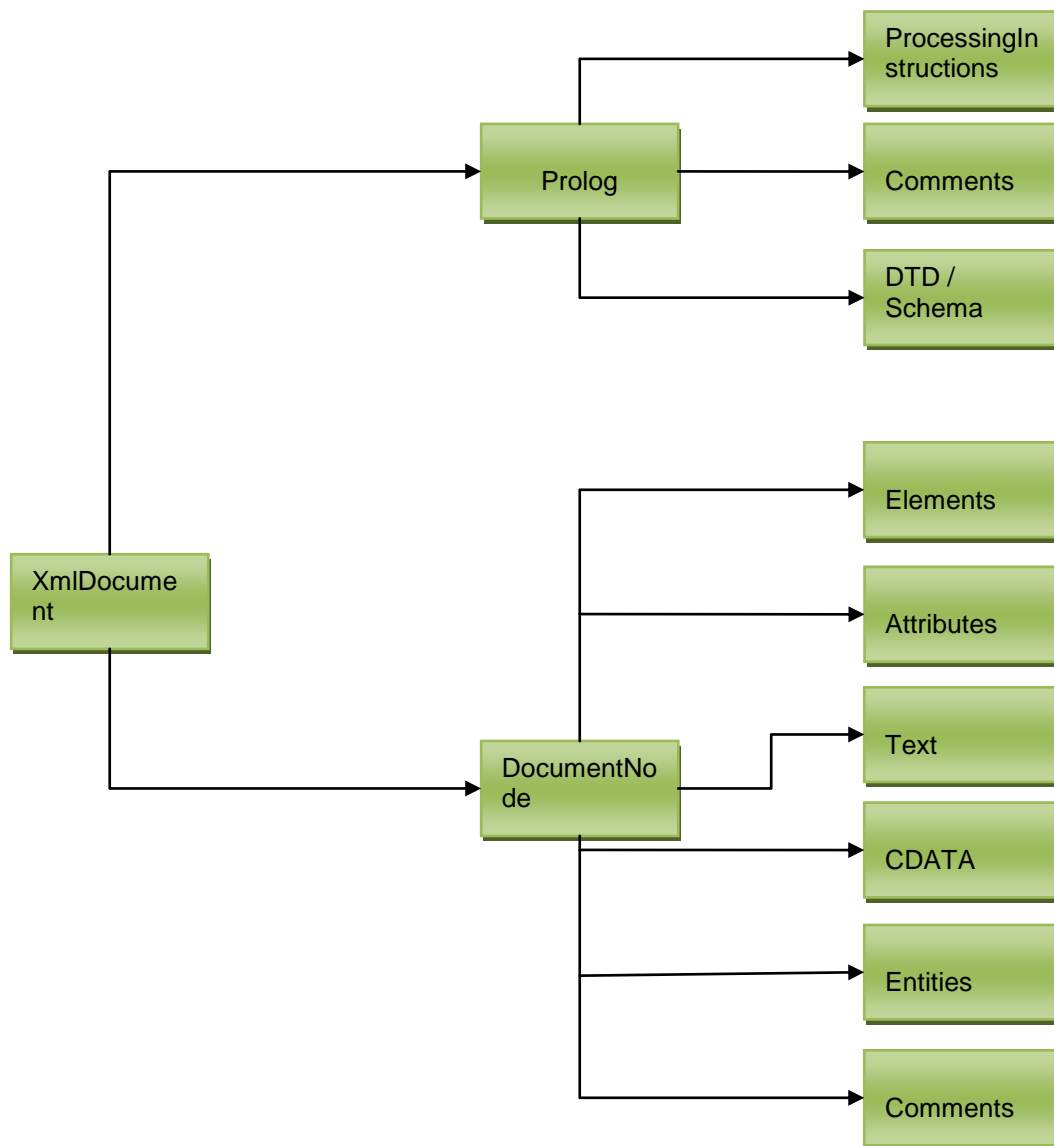 ProcessingIn
structions
Prolog
Comments
DTD /
Schema
Elements
XmlDocume
nt
Attributes
Text
DocumentNo
de
CDATA
Entities
Comments